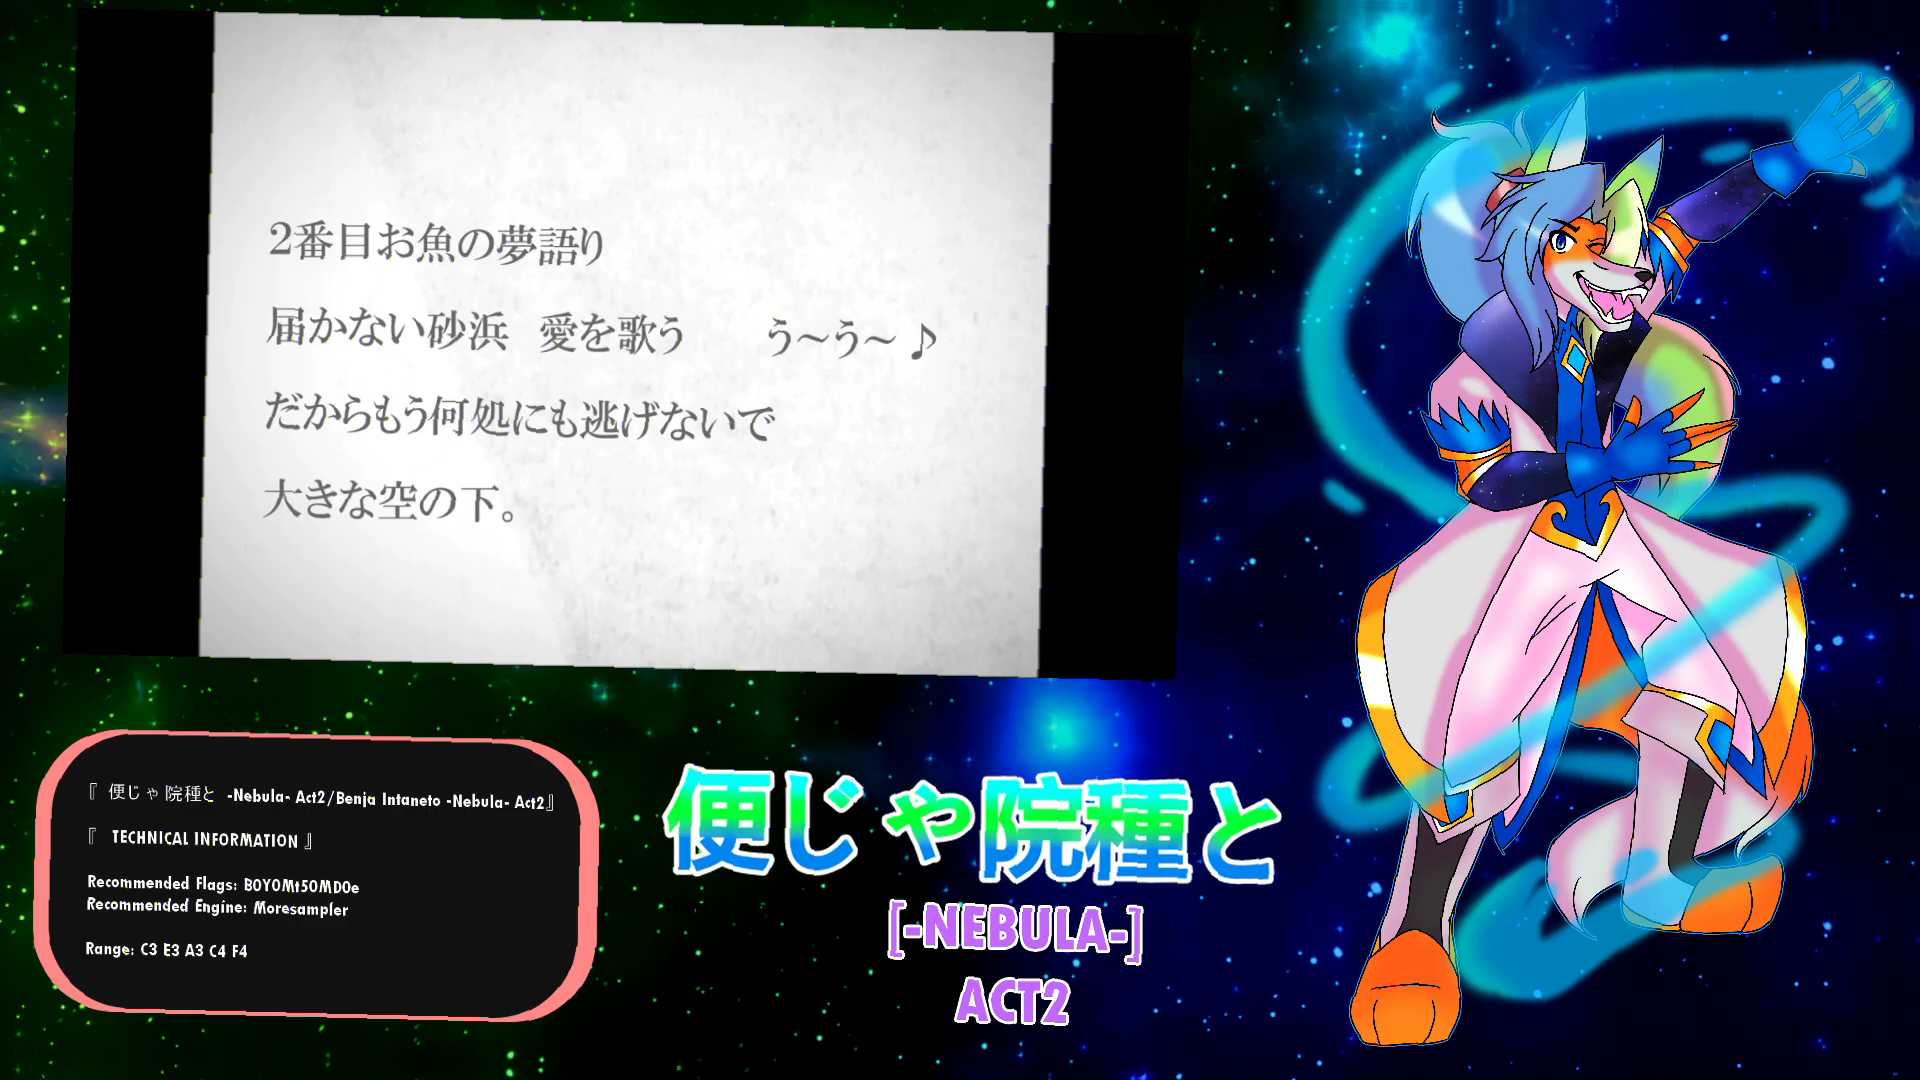 2番目お魚の夢語り
届かない砂浜　愛を歌う　　う～う～♪
だからもう何処にも逃げないで
大きな空の下。
『 便じゃ院種と -Nebula- Act2/Benja Intaneto -Nebula- Act2』
『 TECHNICAL INFORMATION 』
Recommended Flags: B0Y0Mt50MD0e
Recommended Engine: Moresampler
Range: C3 E3 A3 C4 F4
便じゃ院種と
[-NEBULA-]
ACT2